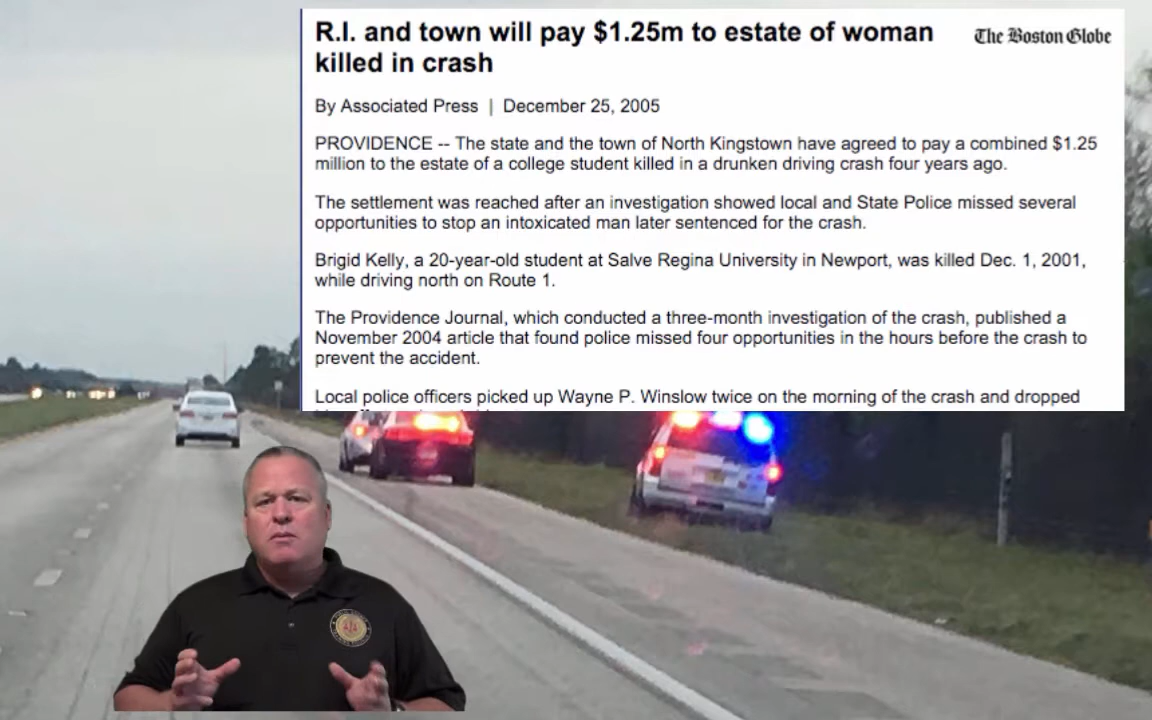 R.I. and town will pay $1.25m to estate of woman
killed in crash
The Boston Globe
By Associated Press | December 25, 2005
PROVIDENCE -- The state and the town of North Kingstown have agreed to pay a combined $1.25
million to the estate of a college student killed in a drunken driving crash four years ago.
The settlement was reached after an investigation showed local and State Police missed several
opportunities to stop an intoxicated man later sentenced for the crash.
Brigid Kelly, a 20-year-old student at Salve Regina University in Newport, was killed Dec. 1, 2001,
while driving north on Route 1.
The Providence Journal, which conducted a three-month investigation of the crash, published a
November 2004 article that found police missed four opportunities in the hours before the crash to
prevent the accident.
Local police officers picked up Wayne P. Winslow twice on the morning of the crash and dropped